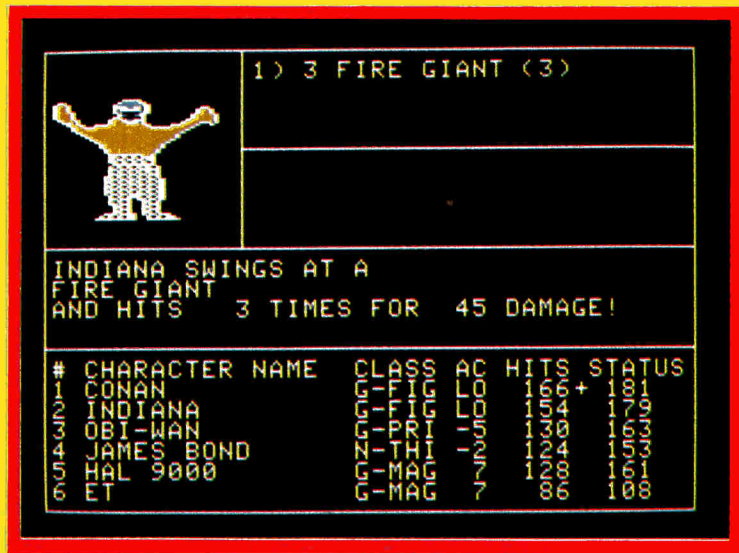 1) 3 FIRE GIANT (3)
INDIANA SWINGS AT A
FIRE GIANT
AND HITS 3 TIMES FOR 45 DAMAGE!
# CHARACTER NAME CLASS AC HITS STATUS
1 CONAN G-FIG LO 166+ 181
2 INDIANA G-FIG LO 154 179
3 OBI-WAN G-PRI -5 130 163
4 JAMES BOND N-THI -2 124 153
5 HAL 9000 G-MAG 7 128 161
6 ET G-MAG 7 86 108